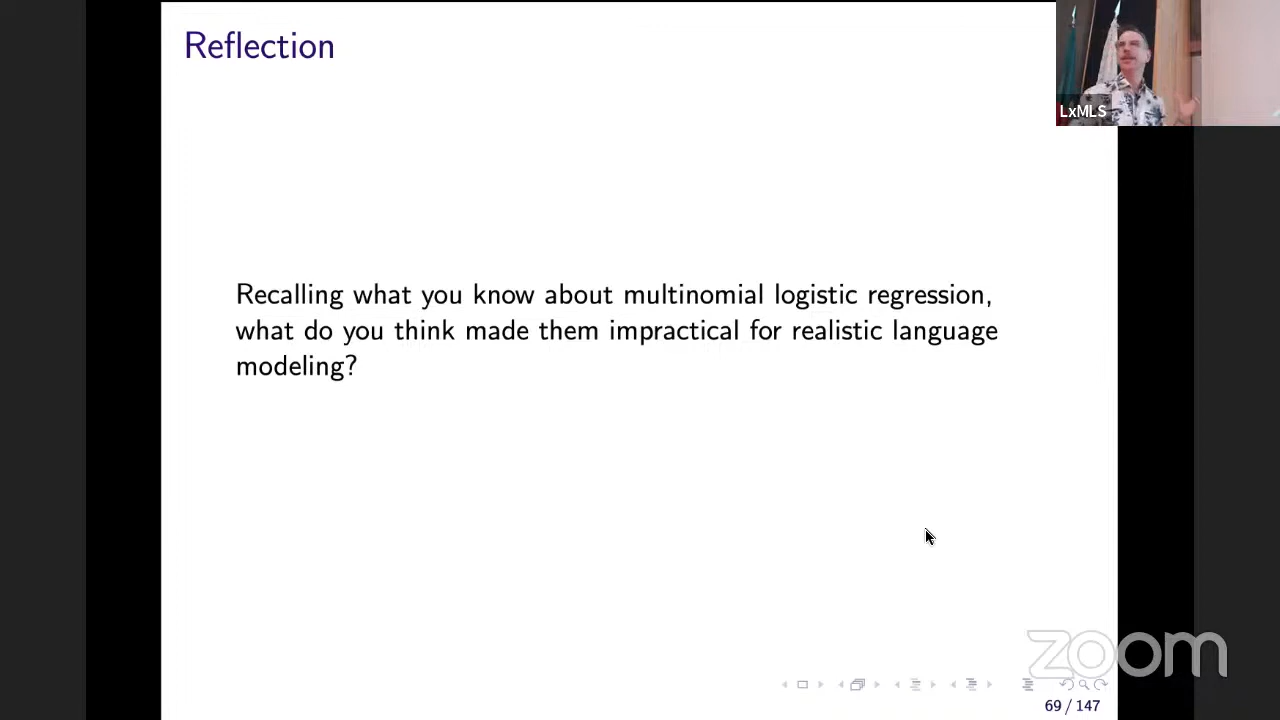 Reflection
LxMLS
Recalling what you know about multinomial logistic regression,
what do you think made them impractical for realistic language
modeling?
zoom
69 / 147